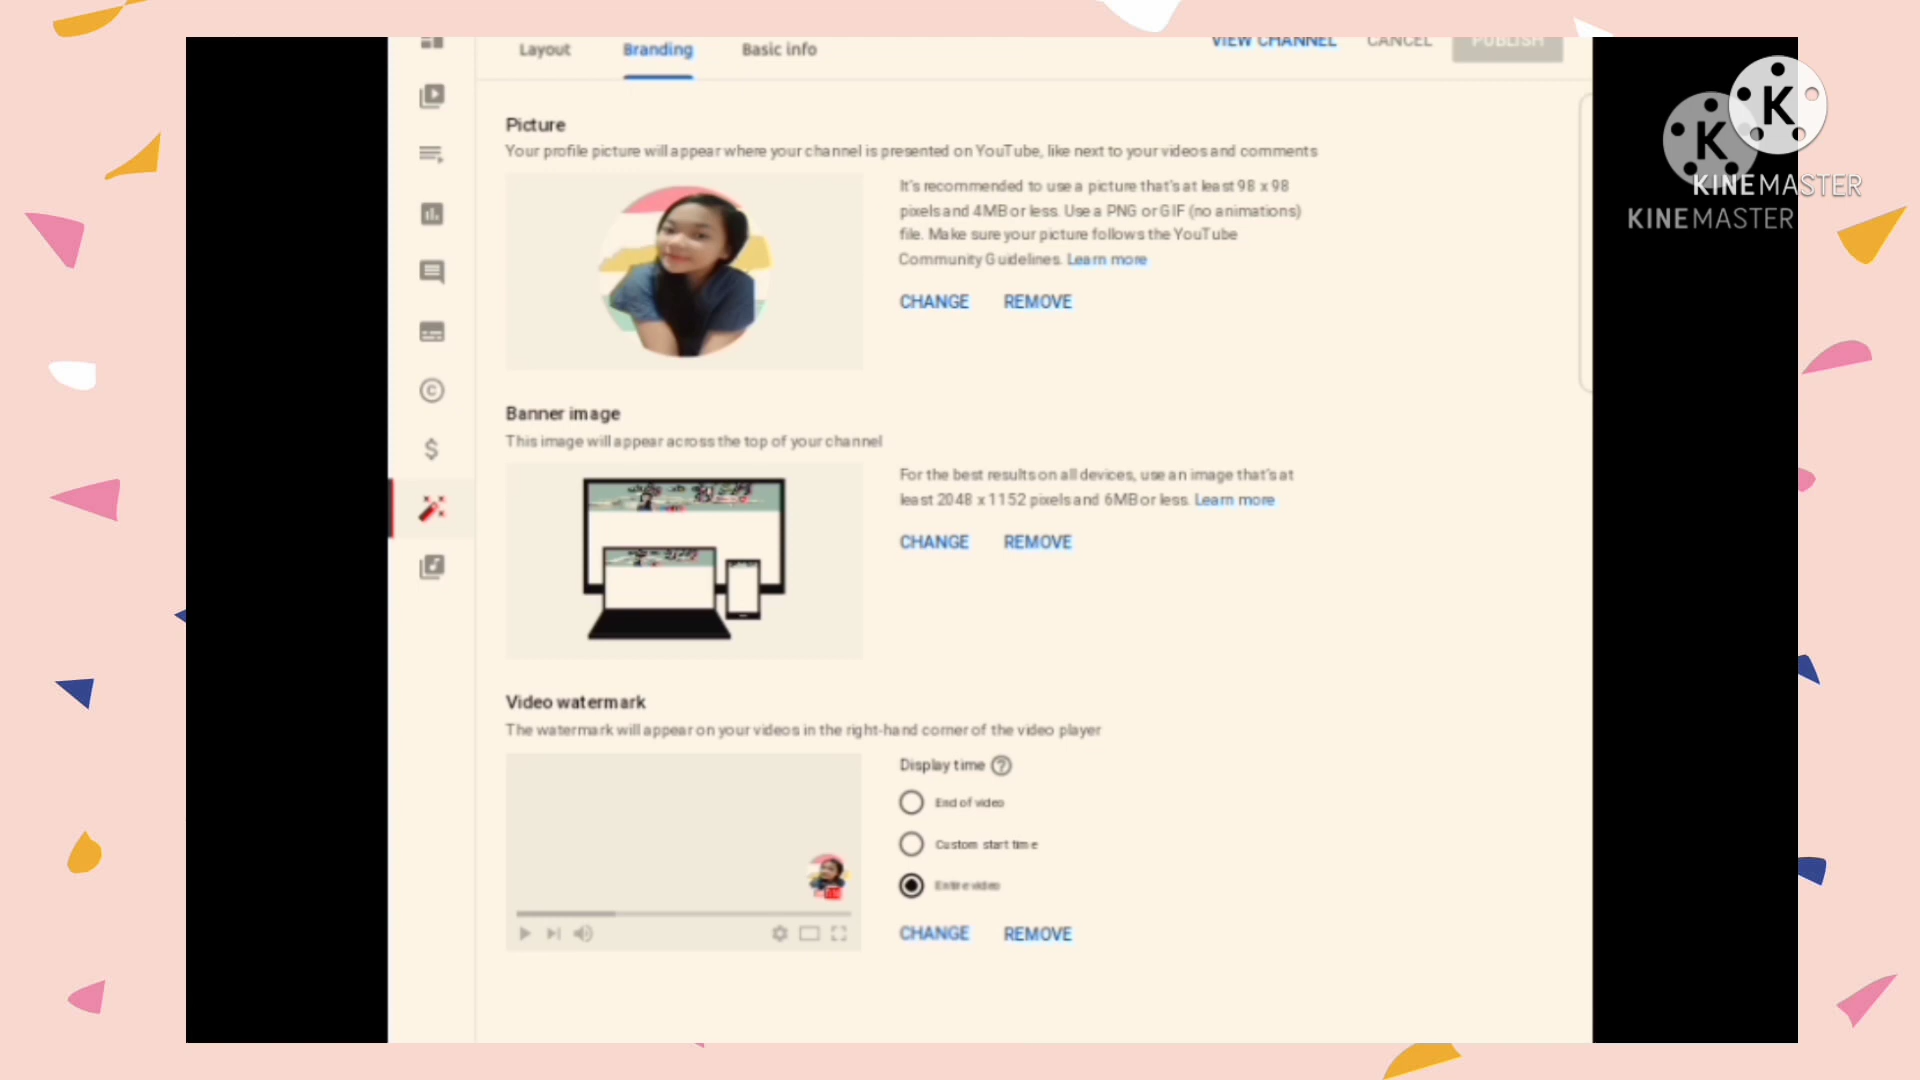 Layout
Branding
Basic info
VIEW CHANNEL
CANCEL
PUBLISH
K
K
KINEMASTER
KINEMASTER
Picture
Your profile picture will appear where your channel is presented on YouTube, like next to your videos and comments
It's recommended to use a picture that's at least 98 x 98
pixels and 4MB or less. Use a PNG or GIF (no animations)
file. Make sure your picture follows the YouTube
Community Guidelines. Learn more
CHANGE
REMOVE
Banner image
This image will appear across the top of your channel
For the best results on all devices, use an image that's at
least 2048 x 1152 pixels and 6MB or less. Learn more
CHANGE
REMOVE
Video watermark
The watermark will appear on your videos in the right-hand corner of the video player
Display time
End of video
Custom start time
Entire video
CHANGE
REMOVE